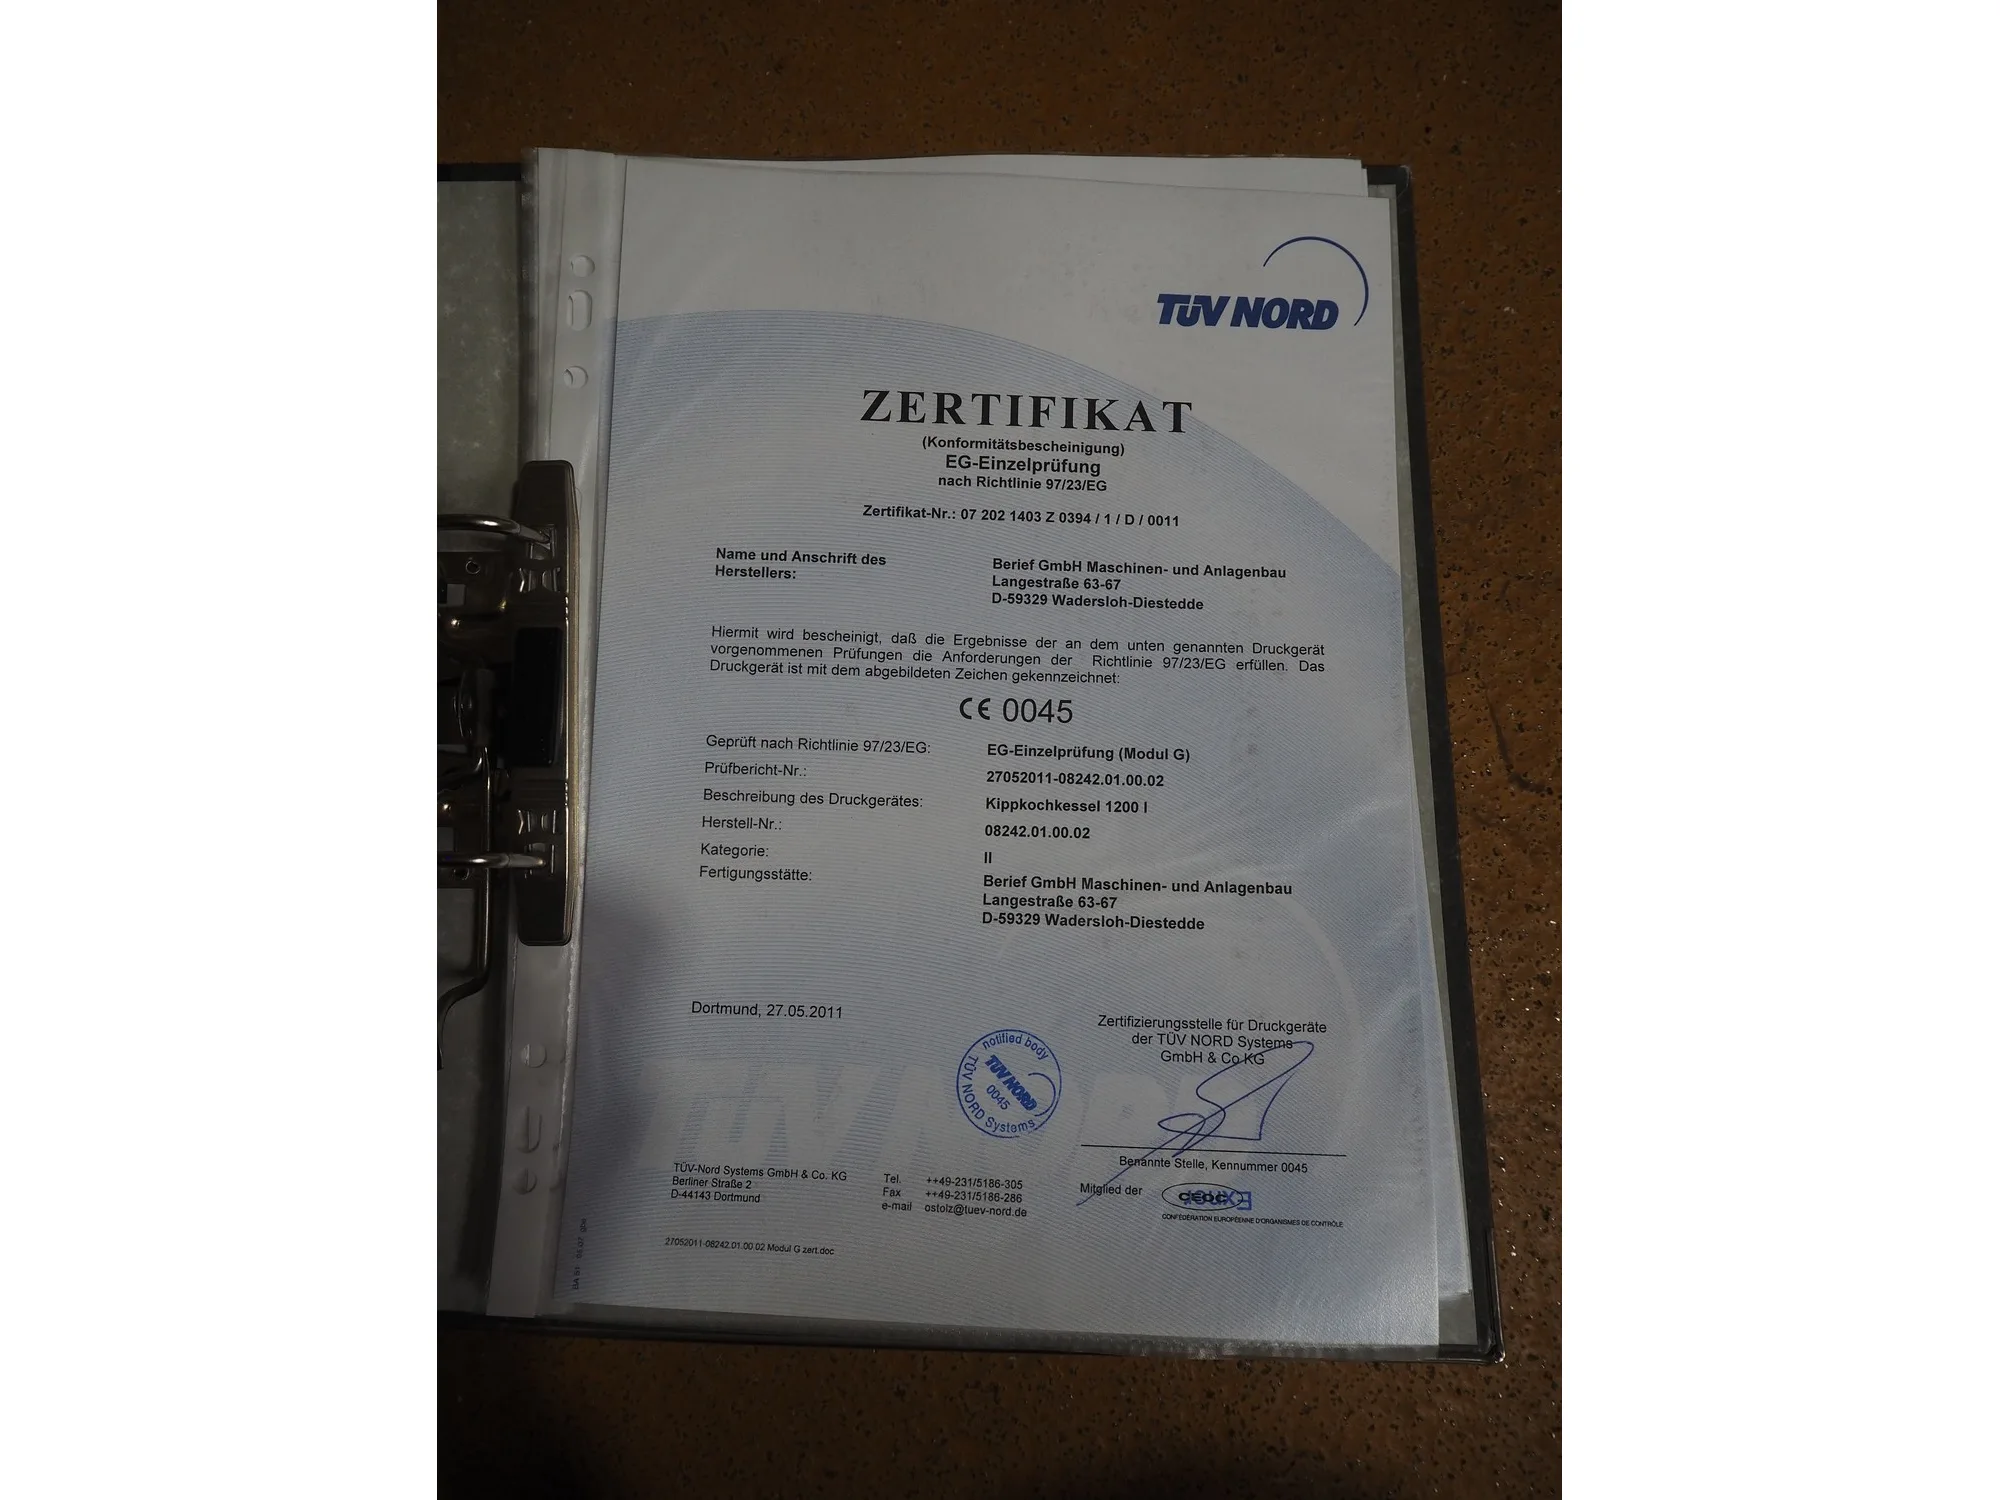 TÜV NORD
ZERTIFIKAT
(Konformitätsbescheinigung)
EG-Einzelprüfung
nach Richtlinie 97/23/EG
Zertifikat-Nr.: 07 202 1403 Z 0394 / 1 / D / 0011
Name und Anschrift des
Herstellers:
Berief GmbH Maschinen- und Anlagenbau
Langestraße 63-67
D-59329 Wadersloh-Diestedde
Hiermit wird bescheinigt, daß die Ergebnisse der an dem unten genannten Druckgerät
vorgenommenen Prüfungen die Anforderungen der Richtlinie 97/23/EG erfüllen. Das
Druckgerät ist mit dem abgebildeten Zeichen gekennzeichnet:
CE 0045
Geprüft nach Richtlinie 97/23/EG: EG-Einzelprüfung (Modul G)
Prüfbericht-Nr.: 27052011-08242.01.00.02
Beschreibung des Druckgerätes: Kippkochkessel 1200 l
Herstell-Nr.: 08242.01.00.02
Kategorie: II
Fertigungsstätte: Berief GmbH Maschinen- und Anlagenbau
Langestraße 63-67
D-59329 Wadersloh-Diestedde
Dortmund, 27.05.2011
Zertifizierungsstelle für Druckgeräte
der TÜV NORD Systems
GmbH & Co KG
notified body
TÜV NORD
0045
TÜV NORD Systems
Benannte Stelle, Kennummer 0045
Mitglied der
CEOC
CONFÉDÉRATION EUROPÉENNE D'ORGANISMES DE CONTRÔLE
TÜV-Nord Systems GmbH & Co. KG
Berliner Straße 2
D-44143 Dortmund
Tel. ++49-231/5186-305
Fax ++49-231/5186-286
e-mail ostolz@tuev-nord.de
27052011-08242.01.00.02 Modul G zert.doc